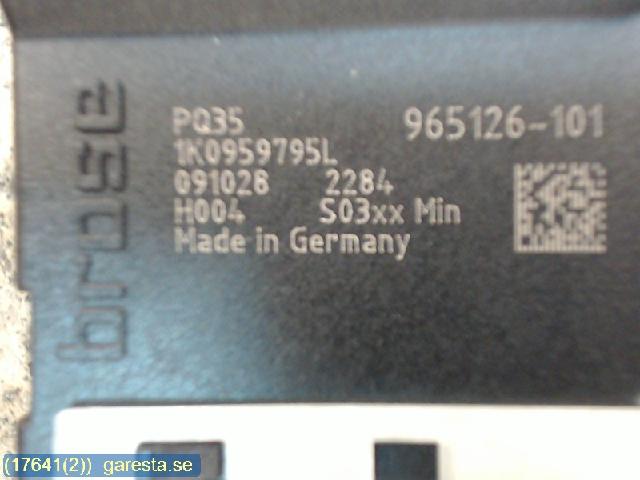 brose
PQ35
965126-101
1K0959795L
091028 2284
H004 S03xx Min
Made in Germany
(17641(2)) garesta.se